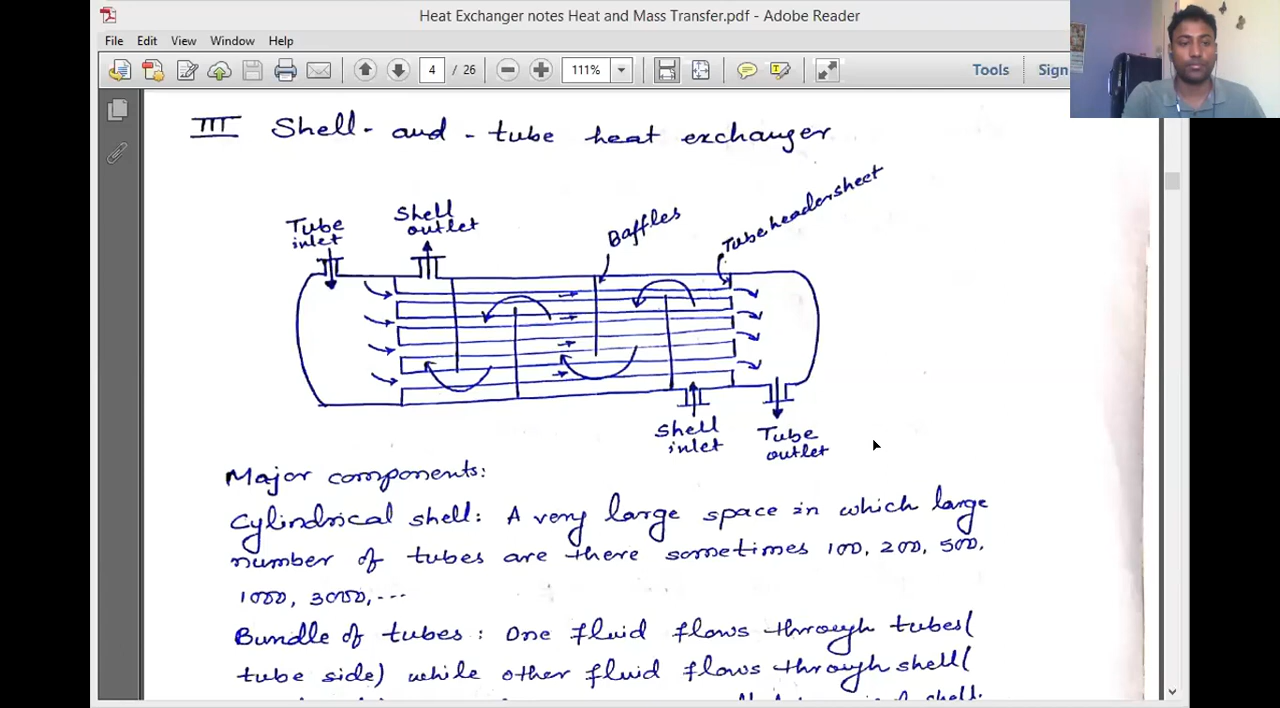 Heat Exchanger notes Heat and Mass Transfer.pdf - Adobe Reader
File Edit View Window Help
4 / 26 111% Tools Sign
III Shell-and-tube heat exchanger
Tube inlet
Shell outlet
Baffles
Tubeheadersheet
Shell inlet
Tube outlet
Major components:
Cylindrical shell: A very large space in which large
number of tubes are there sometimes 100, 200, 500,
1000, 3000,...
Bundle of tubes: One fluid flows through tubes(
tube side) while other fluid flows through shell(
shell.